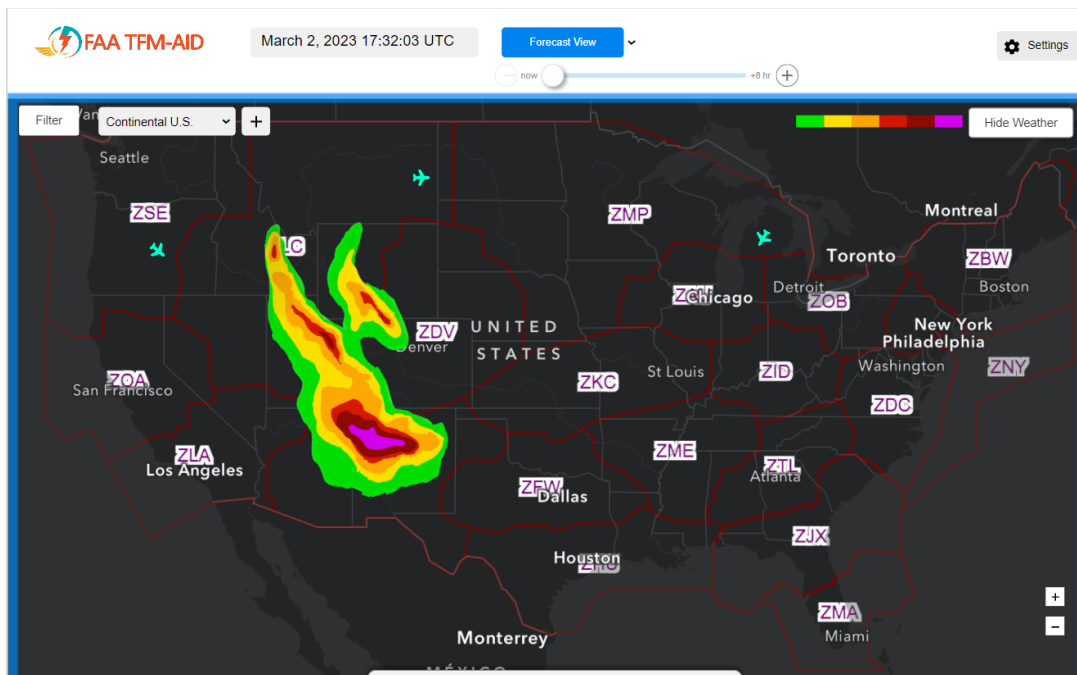 FAA TFM-AID
March 2, 2023 17:32:03 UTC
Forecast View
Settings
now
+8 hr
Filter
Continental U.S.
+
Hide Weather
Seattle
ZSE
ZMP
Montreal
LC
Toronto
ZBW
Detroit
Boston
Chicago
ZOB
ZDV
UNITED
New York
Denver
STATES
Philadelphia
St Louis
Washington
ZNY
ZOA
ZKC
ZID
San Francisco
ZDC
ZLA
ZME
Los Angeles
ZTL
Atlanta
ZFW
Dallas
ZJX
Houston
ZHU
+
ZMA
−
Miami
Monterrey
MÉXICO